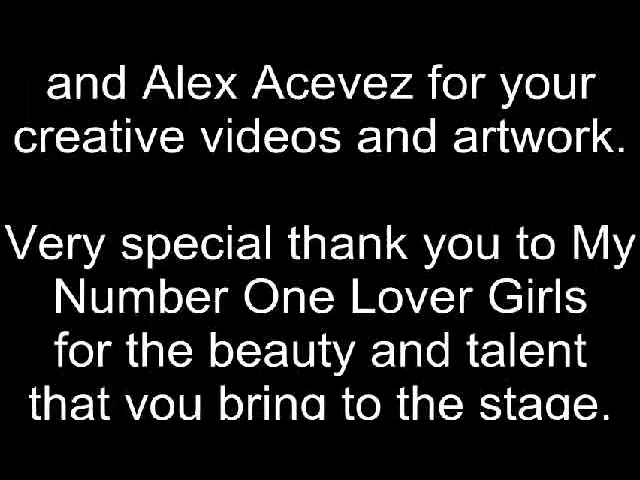 and Alex Acevez for your
creative videos and artwork.
Very special thank you to My
Number One Lover Girls
for the beauty and talent
that you bring to the stage.